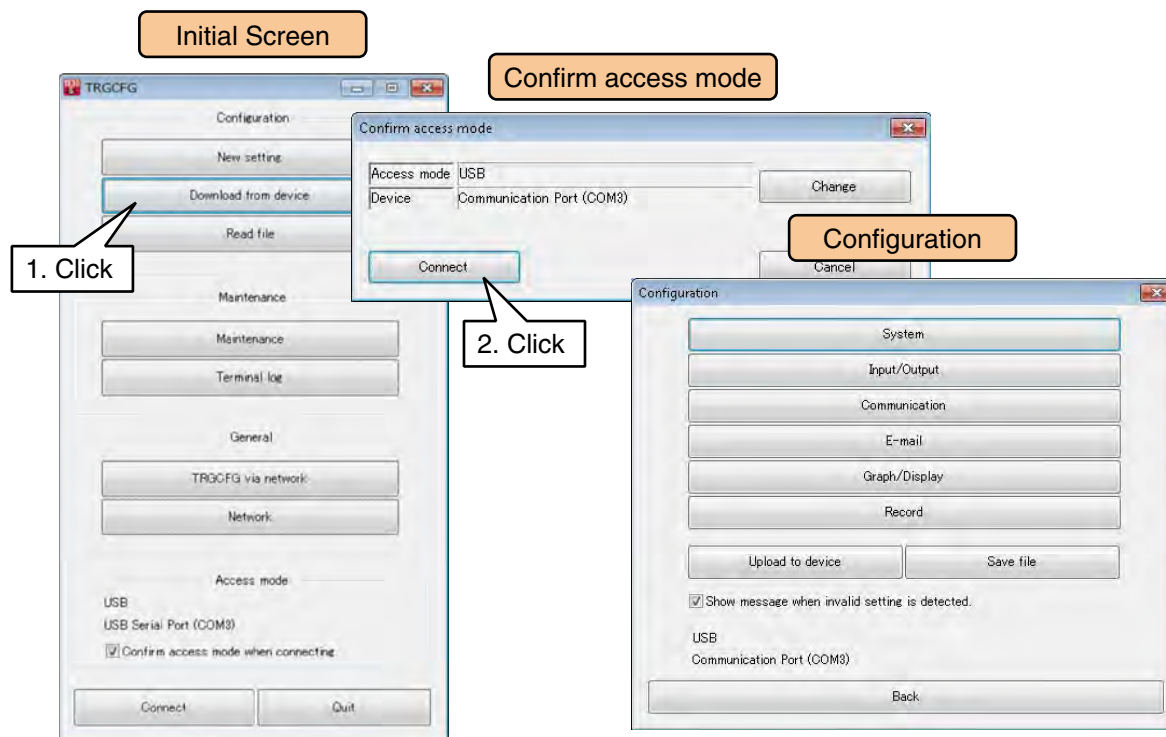 Initial Screen
TRGCFG
Configuration
New setting
Download from device
Read file
1. Click
Maintenance
Maintenance
Terminal log
General
TRGCFG via network
Network
Access mode
USB
USB Serial Port (COM3)
Confirm access mode when connecting
Connect
Quit
Confirm access mode
Confirm access mode
Access mode USB
Change
Device Communication Port (COM3)
Connect
Cancel
2. Click
Configuration
Configuration
System
Input/Output
Communication
E-mail
Graph/Display
Record
Upload to device
Save file
Show message when invalid setting is detected.
USB
Communication Port (COM3)
Back